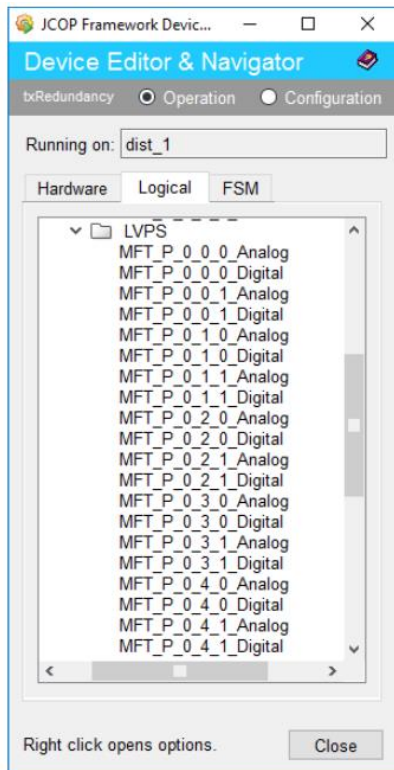 JCOP Framework Devic...
Device Editor & Navigator
txRedundancy Operation Configuration
Running on: dist_1
Hardware Logical FSM
LVPS
MFT_P_0_0_0_Analog
MFT_P_0_0_0_Digital
MFT_P_0_0_1_Analog
MFT_P_0_0_1_Digital
MFT_P_0_1_0_Analog
MFT_P_0_1_0_Digital
MFT_P_0_1_1_Analog
MFT_P_0_1_1_Digital
MFT_P_0_2_0_Analog
MFT_P_0_2_0_Digital
MFT_P_0_2_1_Analog
MFT_P_0_2_1_Digital
MFT_P_0_3_0_Analog
MFT_P_0_3_0_Digital
MFT_P_0_3_1_Analog
MFT_P_0_3_1_Digital
MFT_P_0_4_0_Analog
MFT_P_0_4_0_Digital
MFT_P_0_4_1_Analog
MFT_P_0_4_1_Digital
Right click opens options. Close